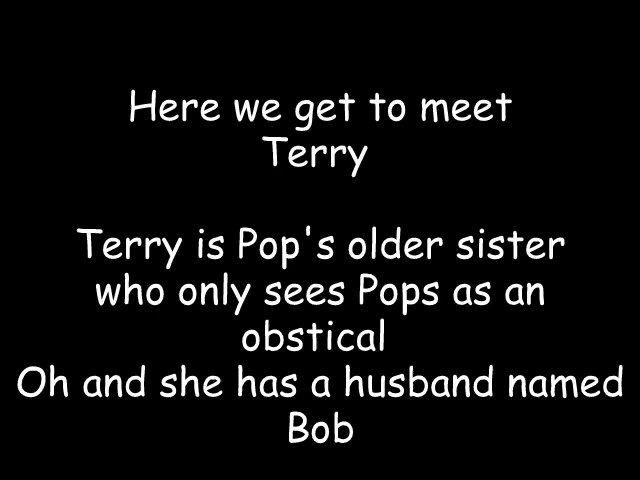 Here we get to meet
Terry
Terry is Pop's older sister
who only sees Pops as an
obstical
Oh and she has a husband named
Bob